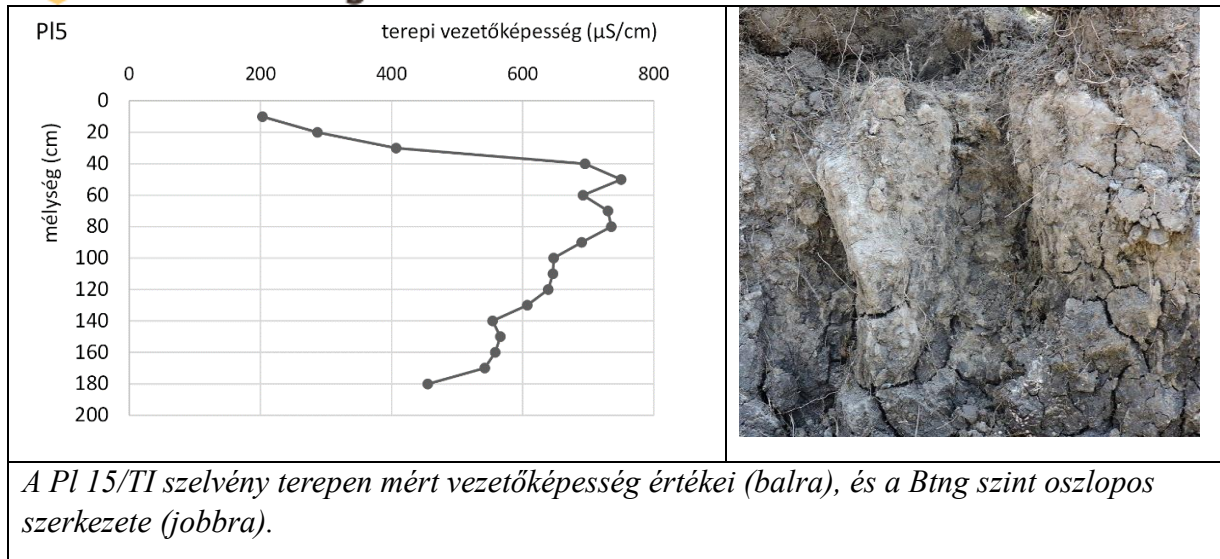 Pl5
terepi vezetőképesség (µS/cm)
0 200 400 600 800
mélység (cm)
0
20
40
60
80
100
120
140
160
180
200
A Pl 15/TI szelvény terepen mért vezetőképesség értékei (balra), és a Btng szint oszlopos
szerkezete (jobbra).